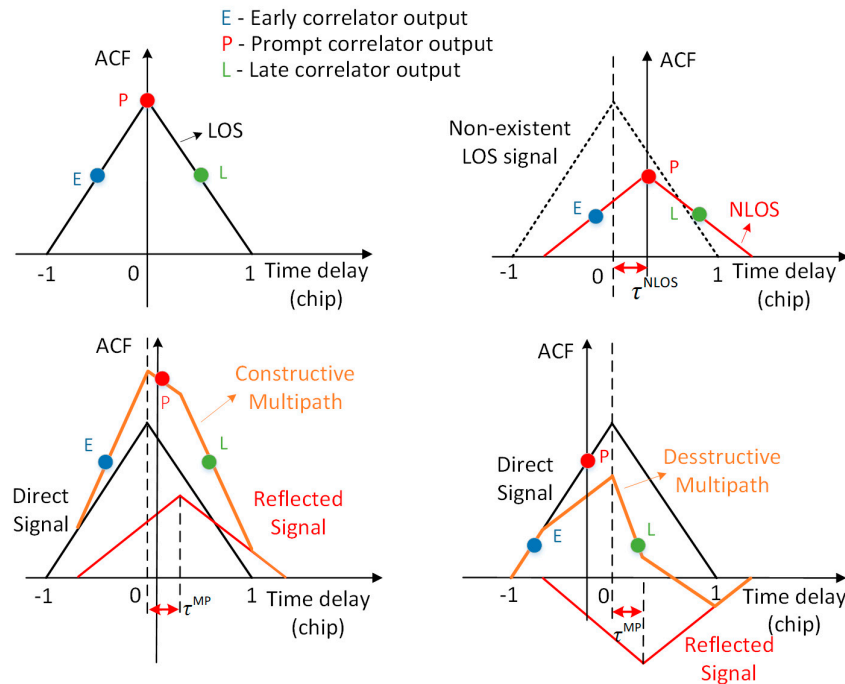 E - Early correlator output
P - Prompt correlator output
L - Late correlator output
ACF
P
LOS
E
L
-1
0
1
Time delay
(chip)
ACF
Non-existent
LOS signal
P
E
L
NLOS
-1
0
1
Time delay
(chip)
τNLOS
ACF
Constructive
Multipath
P
E
L
Direct
Signal
Reflected
Signal
-1
0
1
Time delay
(chip)
τMP
ACF
Direct
Signal
P
Desstructive
Multipath
E
L
-1
0
1
Time delay
(chip)
τMP
Reflected
Signal